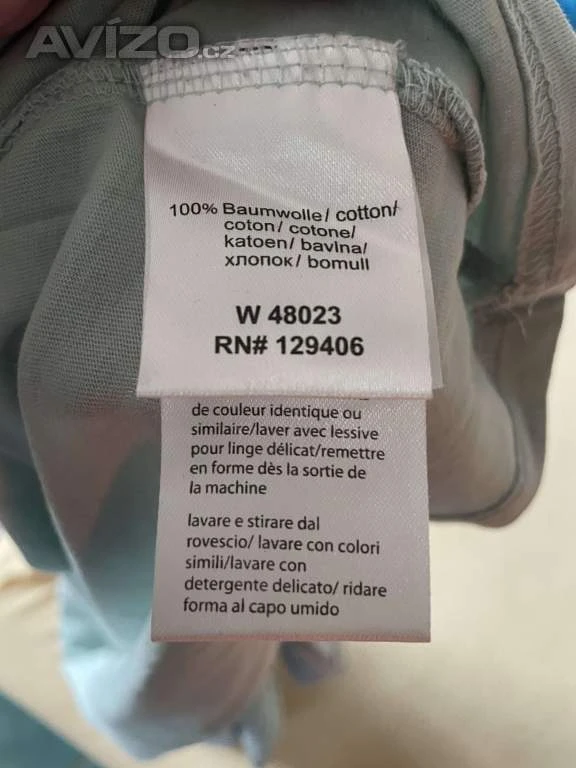 AVÍZO.cz
100% Baumwolle/ cotton/
coton/ cotone/
katoen/ bavlna/
хлопок/ bomull
W 48023
RN# 129406
de couleur identique ou
similaire/laver avec lessive
pour linge délicat/remettre
en forme dès la sortie de
la machine
lavare e stirare dal
rovescio/ lavare con colori
simili/lavare con
detergente delicato/ ridare
forma al capo umido